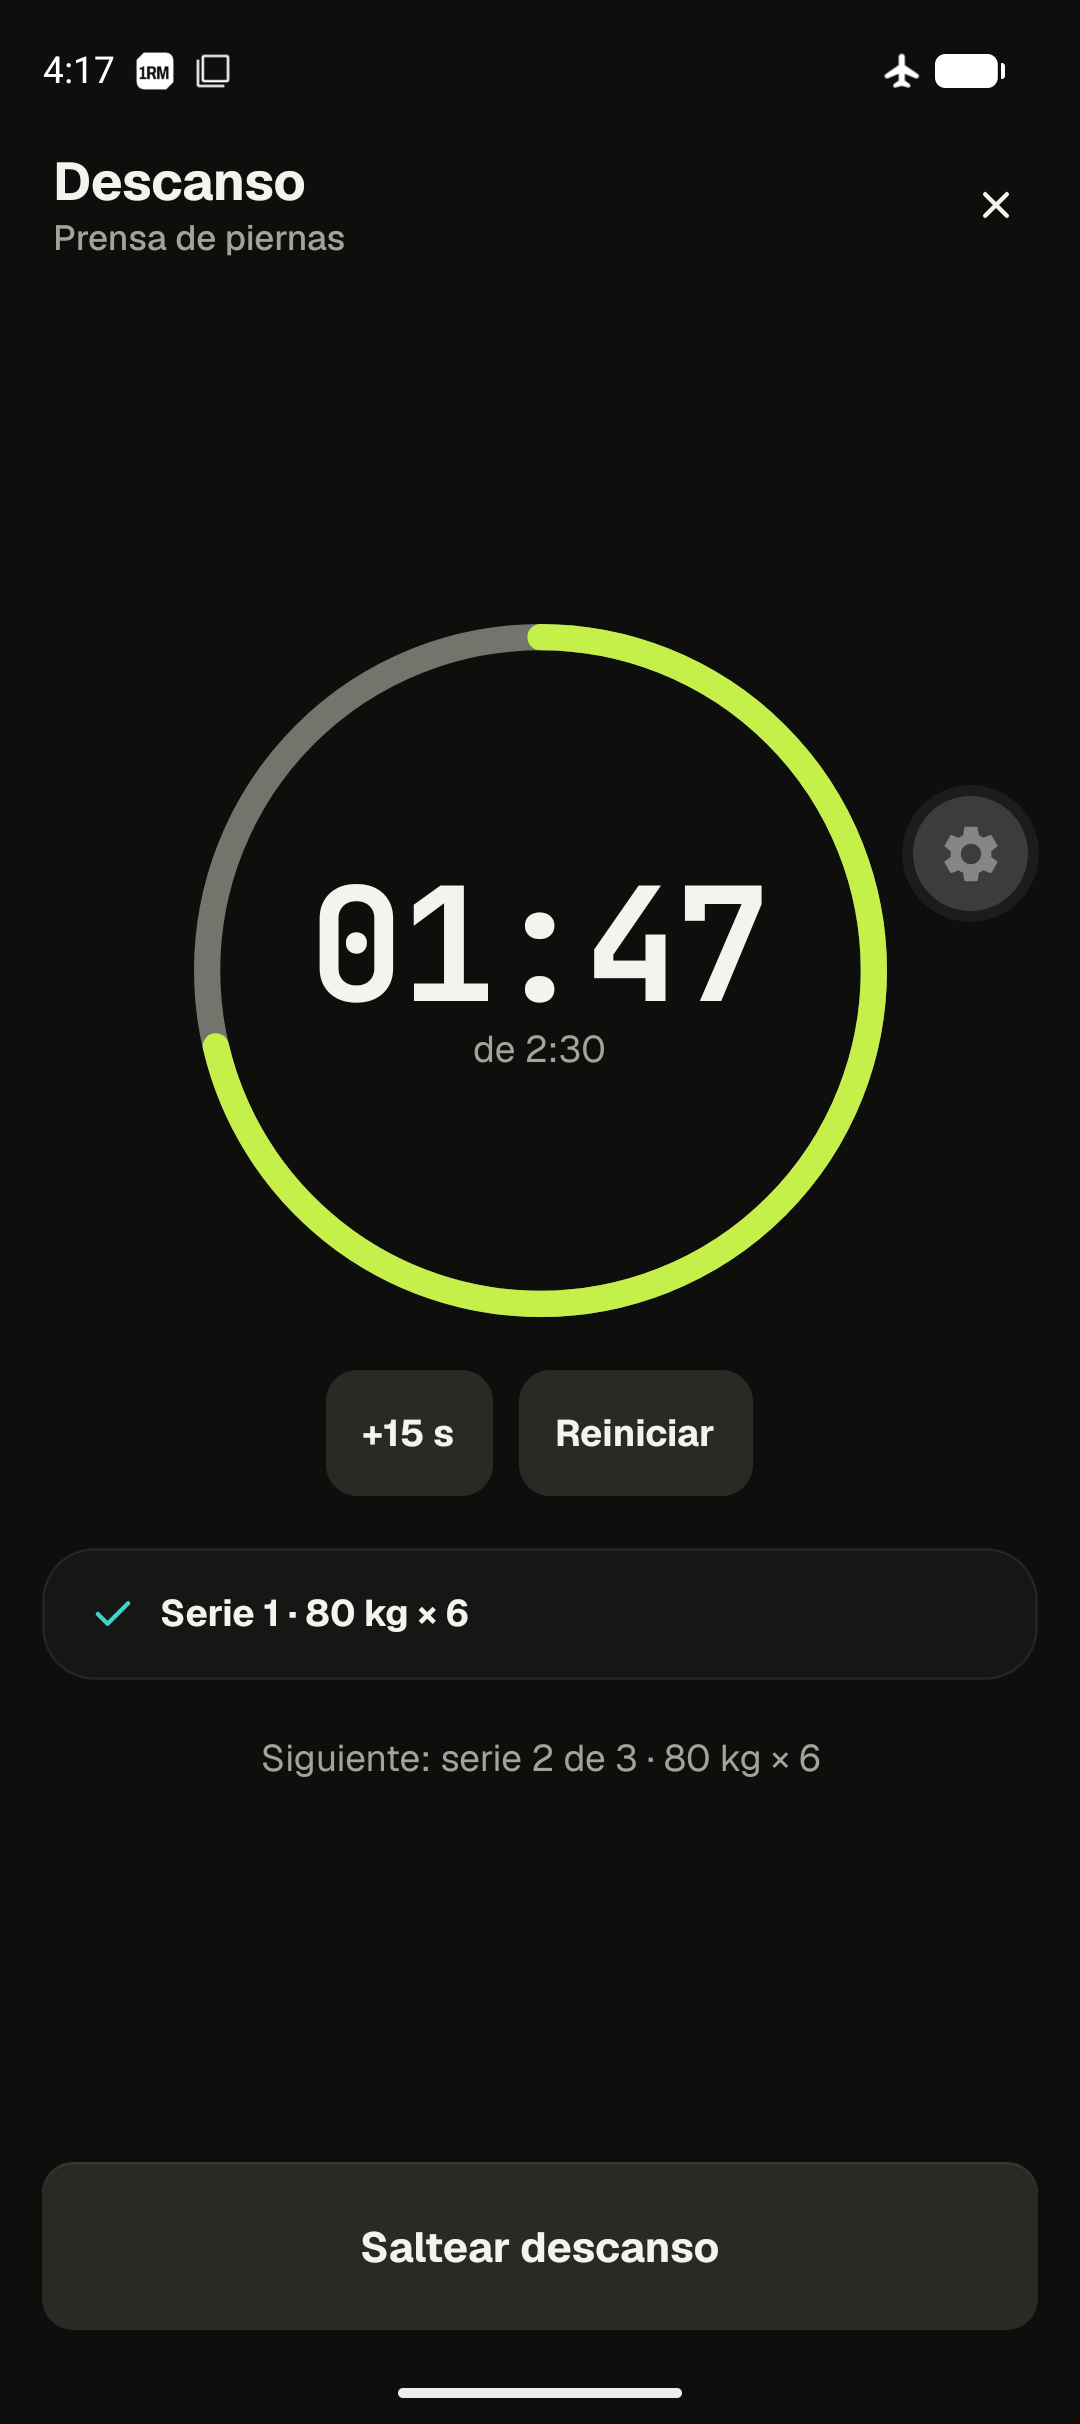 4:17 1RM
Descanso
Prensa de piernas
01:47
de 2:30
+15 s Reiniciar
Serie 1 · 80 kg × 6
Siguiente: serie 2 de 3 · 80 kg × 6
Saltear descanso